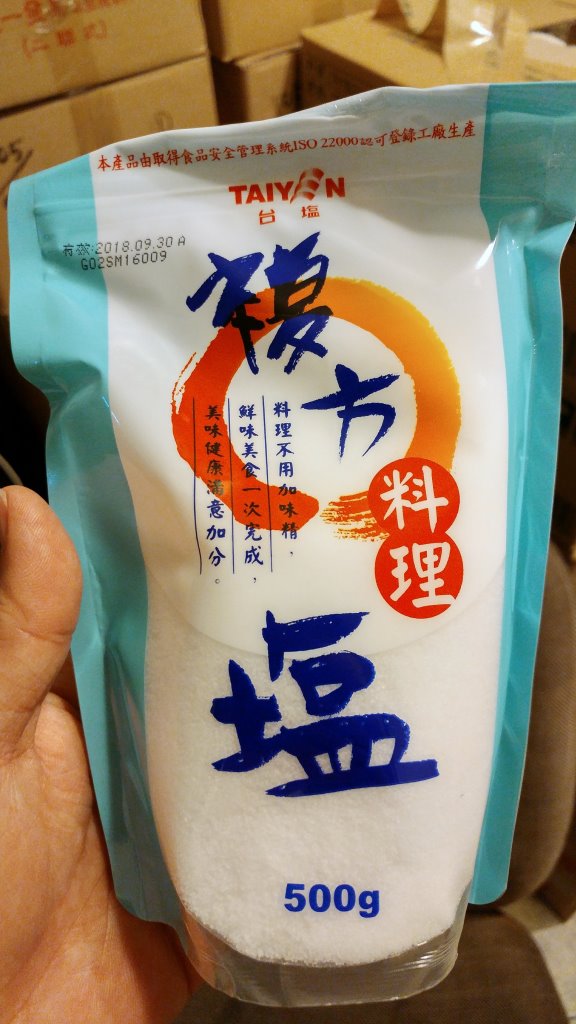 (二聯式)
本產品由取得食品安全管理系統ISO 22000認可登錄工廠生產
TAIYEN
台塩
有效:2018.09.30 A
G02SM16009
複方
料理
塩
料理不用加味精，
鮮味美食一次完成，
美味健康滿意加分。
500g